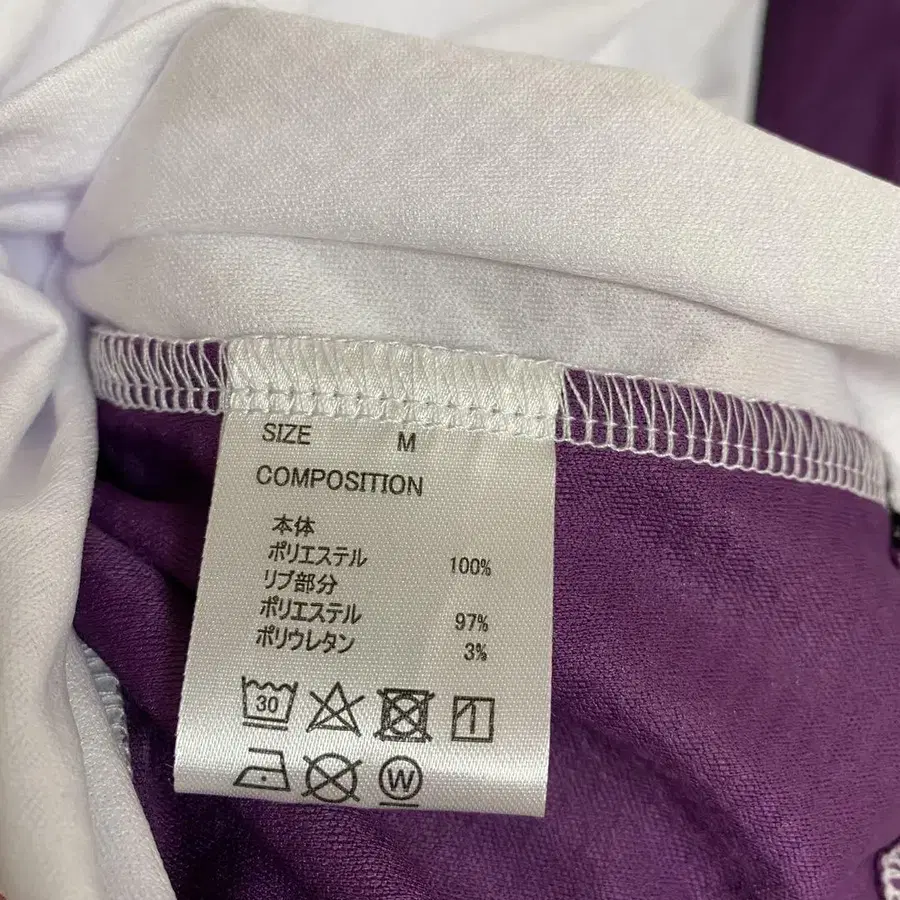 SIZE M
COMPOSITION
本体
ポリエステル 100%
リブ部分
ポリエステル 97%
ポリウレタン 3%
30
W